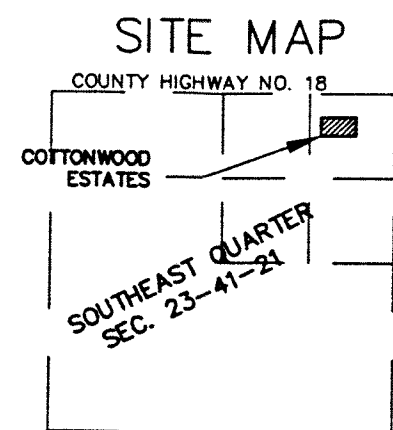 SITE MAP
COUNTY HIGHWAY NO. 18
COTTONWOOD
ESTATES
SOUTHEAST QUARTER
SEC. 23-41-21